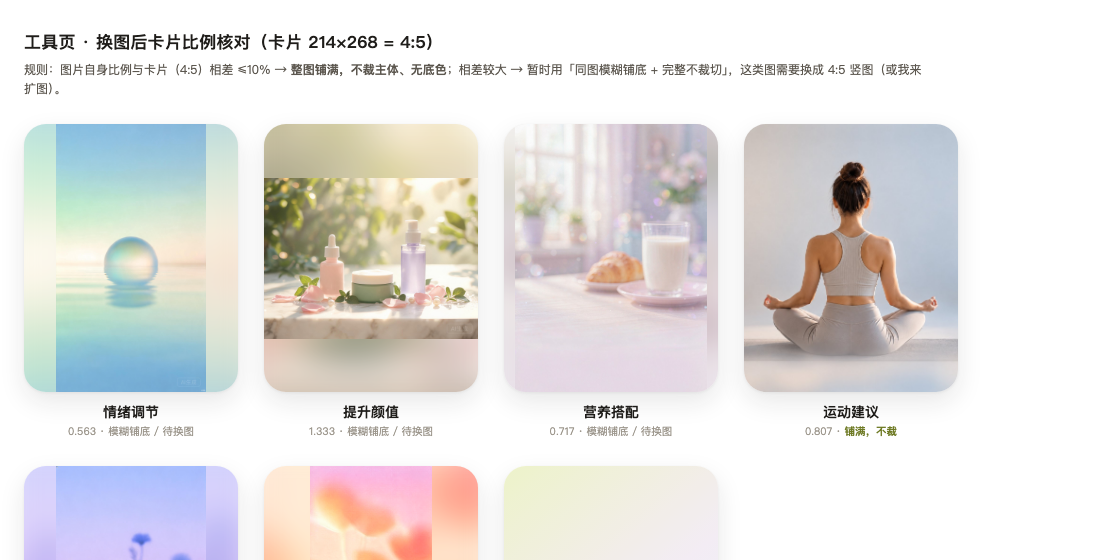 工具页 · 换图后卡片比例核对（卡片 214×268 = 4:5）
规则：图片自身比例与卡片（4:5）相差 ≤10% → 整图铺满，不裁主体、无底色；相差较大 → 暂时用「同图模糊铺底 + 完整不裁切」，这类图需要换成 4:5 竖图（或我来
扩图）。
情绪调节
0.563 · 模糊铺底 / 待换图
提升颜值
1.333 · 模糊铺底 / 待换图
营养搭配
0.717 · 模糊铺底 / 待换图
运动建议
0.807 · 铺满，不裁